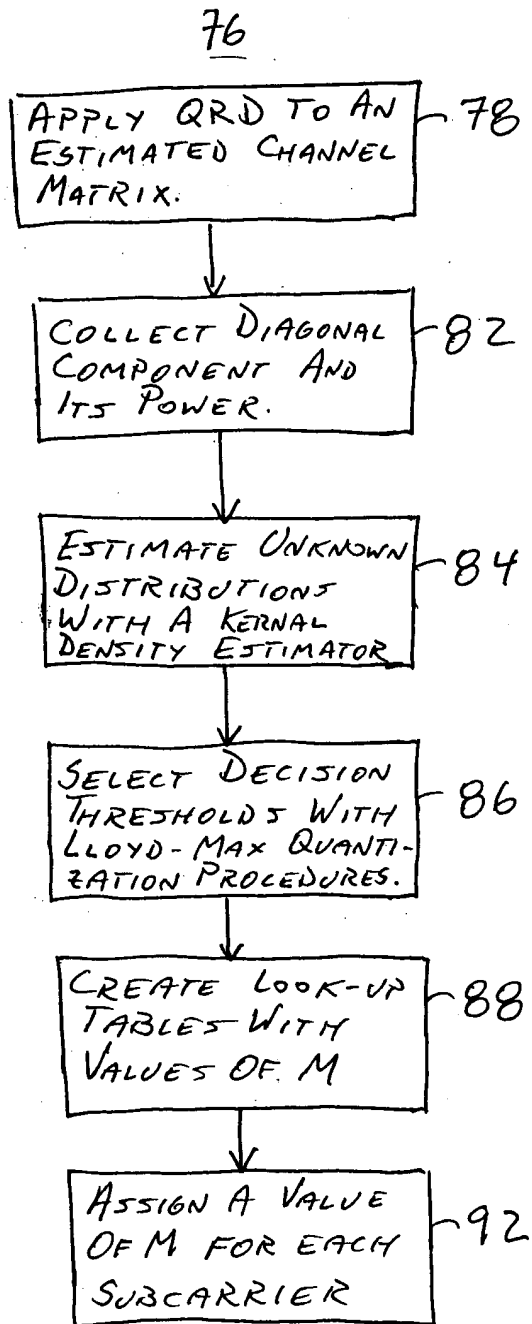 76
APPLY QRD TO AN
ESTIMATED CHANNEL
MATRIX.
78
COLLECT DIAGONAL
COMPONENT AND
ITS POWER.
82
ESTIMATE UNKNOWN
DISTRIBUTIONS
WITH A KERNAL
DENSITY ESTIMATOR
84
SELECT DECISION
THRESHOLDS WITH
LLOYD-MAX QUANTI-
ZATION PROCEDURES.
86
CREATE LOOK-UP
TABLES WITH
VALUES OF M
88
ASSIGN A VALUE
OF M FOR EACH
SUBCARRIER
92